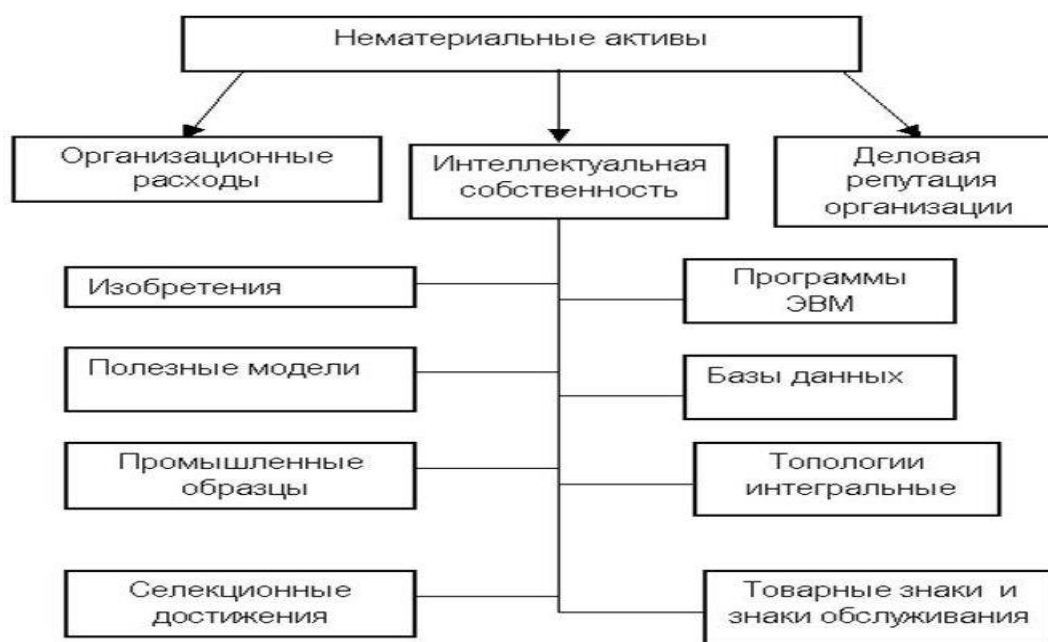 Нематериальные активы
Организационные
расходы
Интеллектуальная
собственность
Деловая
репутация
организации
Изобретения
Программы
ЭВМ
Полезные модели
Базы данных
Промышленные
образцы
Топологии
интегральные
Селекционные
достижения
Товарные знаки и
знаки обслуживания